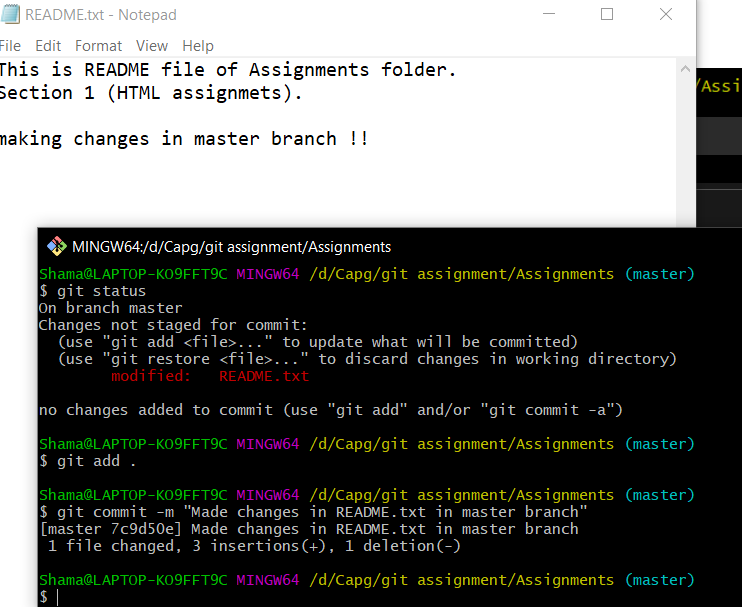 README.txt - Notepad
File Edit Format View Help
This is README file of Assignments folder.
Section 1 (HTML assignmets).
making changes in master branch !!
/Assi
MINGW64:/d/Capg/git assignment/Assignments
Shama@LAPTOP-KO9FFT9C MINGW64 /d/Capg/git assignment/Assignments (master)
$ git status
On branch master
Changes not staged for commit:
(use "git add <file>..." to update what will be committed)
(use "git restore <file>..." to discard changes in working directory)
modified: README.txt
no changes added to commit (use "git add" and/or "git commit -a")
Shama@LAPTOP-KO9FFT9C MINGW64 /d/Capg/git assignment/Assignments (master)
$ git add .
Shama@LAPTOP-KO9FFT9C MINGW64 /d/Capg/git assignment/Assignments (master)
$ git commit -m "Made changes in README.txt in master branch"
[master 7c9d50e] Made changes in README.txt in master branch
1 file changed, 3 insertions(+), 1 deletion(-)
Shama@LAPTOP-KO9FFT9C MINGW64 /d/Capg/git assignment/Assignments (master)
$